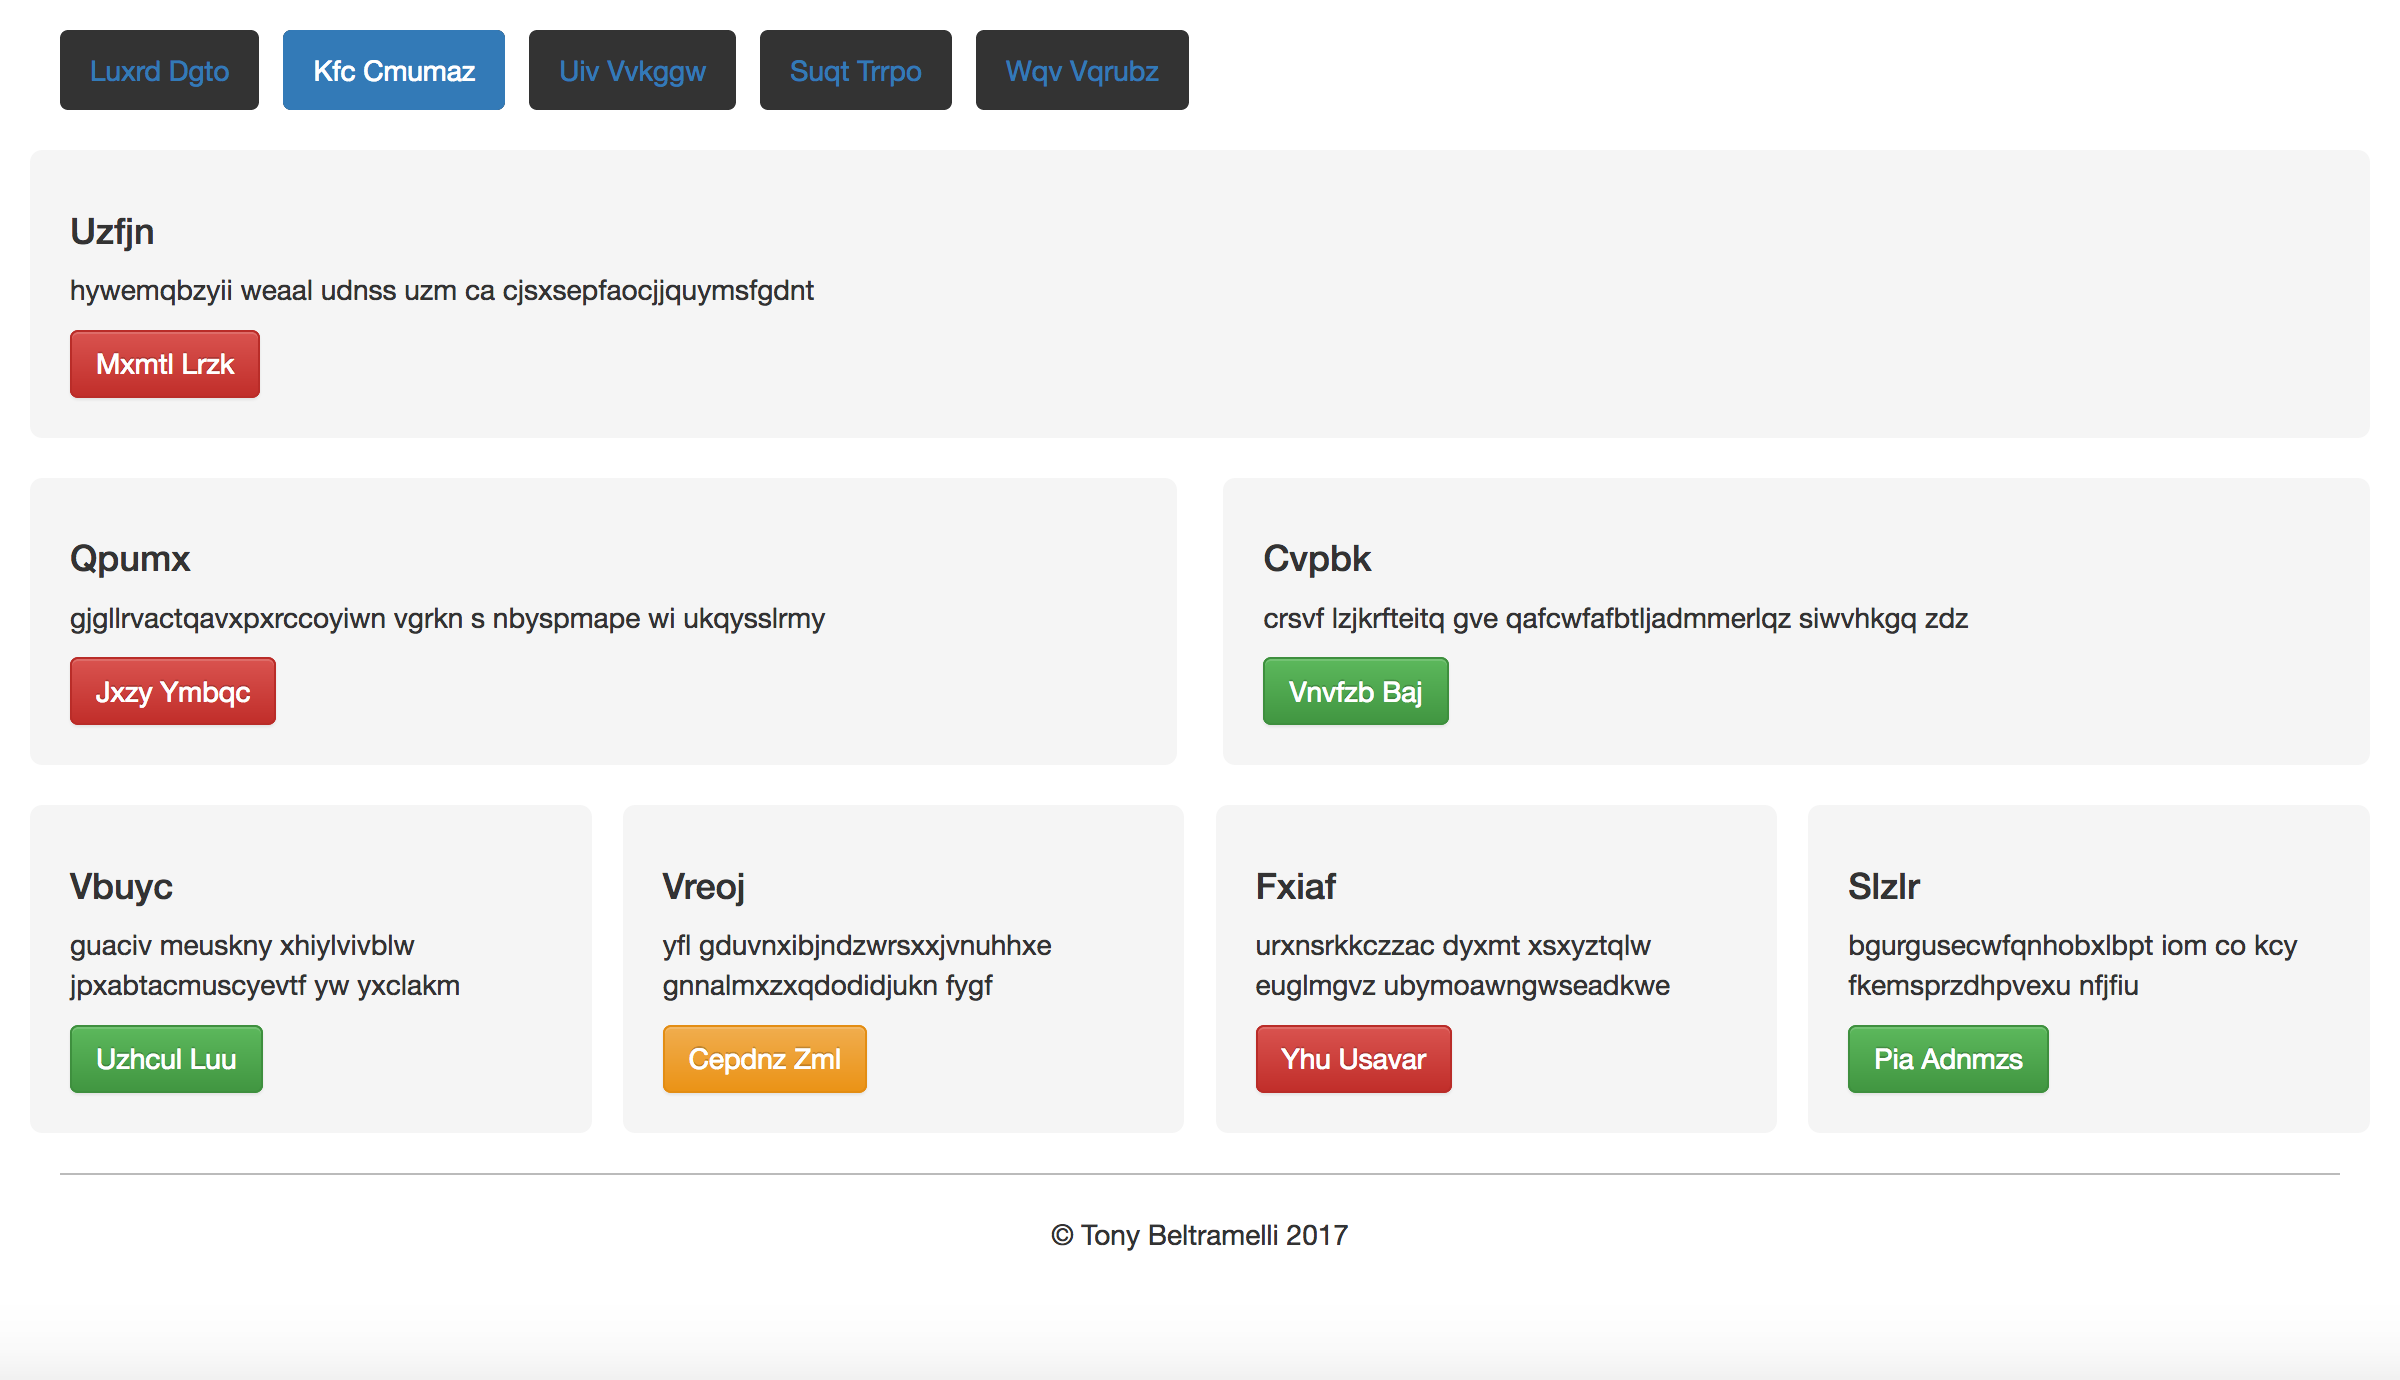 Luxrd Dgto
Kfc Cmumaz
Uiv Vvkggw
Suqt Trrpo
Wqv Vqrubz
Uzfjn
hywemqbzyii weaal udnss uzm ca cjsxsepfaocjjquymsfgdnt
Mxmtl Lrzk
Qpumx
gjgllrvactqavxpxrccoyiwn vgrkn s nbyspmape wi ukqysslrmy
Jxzy Ymbqc
Cvpbk
crsvf lzjkrfteitq gve qafcwfafbtljadmmerlqz siwvhkgq zdz
Vnvfzb Baj
Vbuyc
guaciv meuskny xhiylvivblw
jpxabtacmuscyevtf yw yxclakm
Uzhcul Luu
Vreoj
yfl gduvnxibjndzwrsxxjvnuhhxe
gnnalmxzxqdodidjukn fygf
Cepdnz Zml
Fxiaf
urxnsrkkczzac dyxmt xsxyztqlw
euglmgvz ubymoawngwseadkwe
Yhu Usavar
Slzlr
bgurgusecwfqnhobxlbpt iom co kcy
fkemsprzdhpvexu nfjfiu
Pia Adnmzs
© Tony Beltramelli 2017